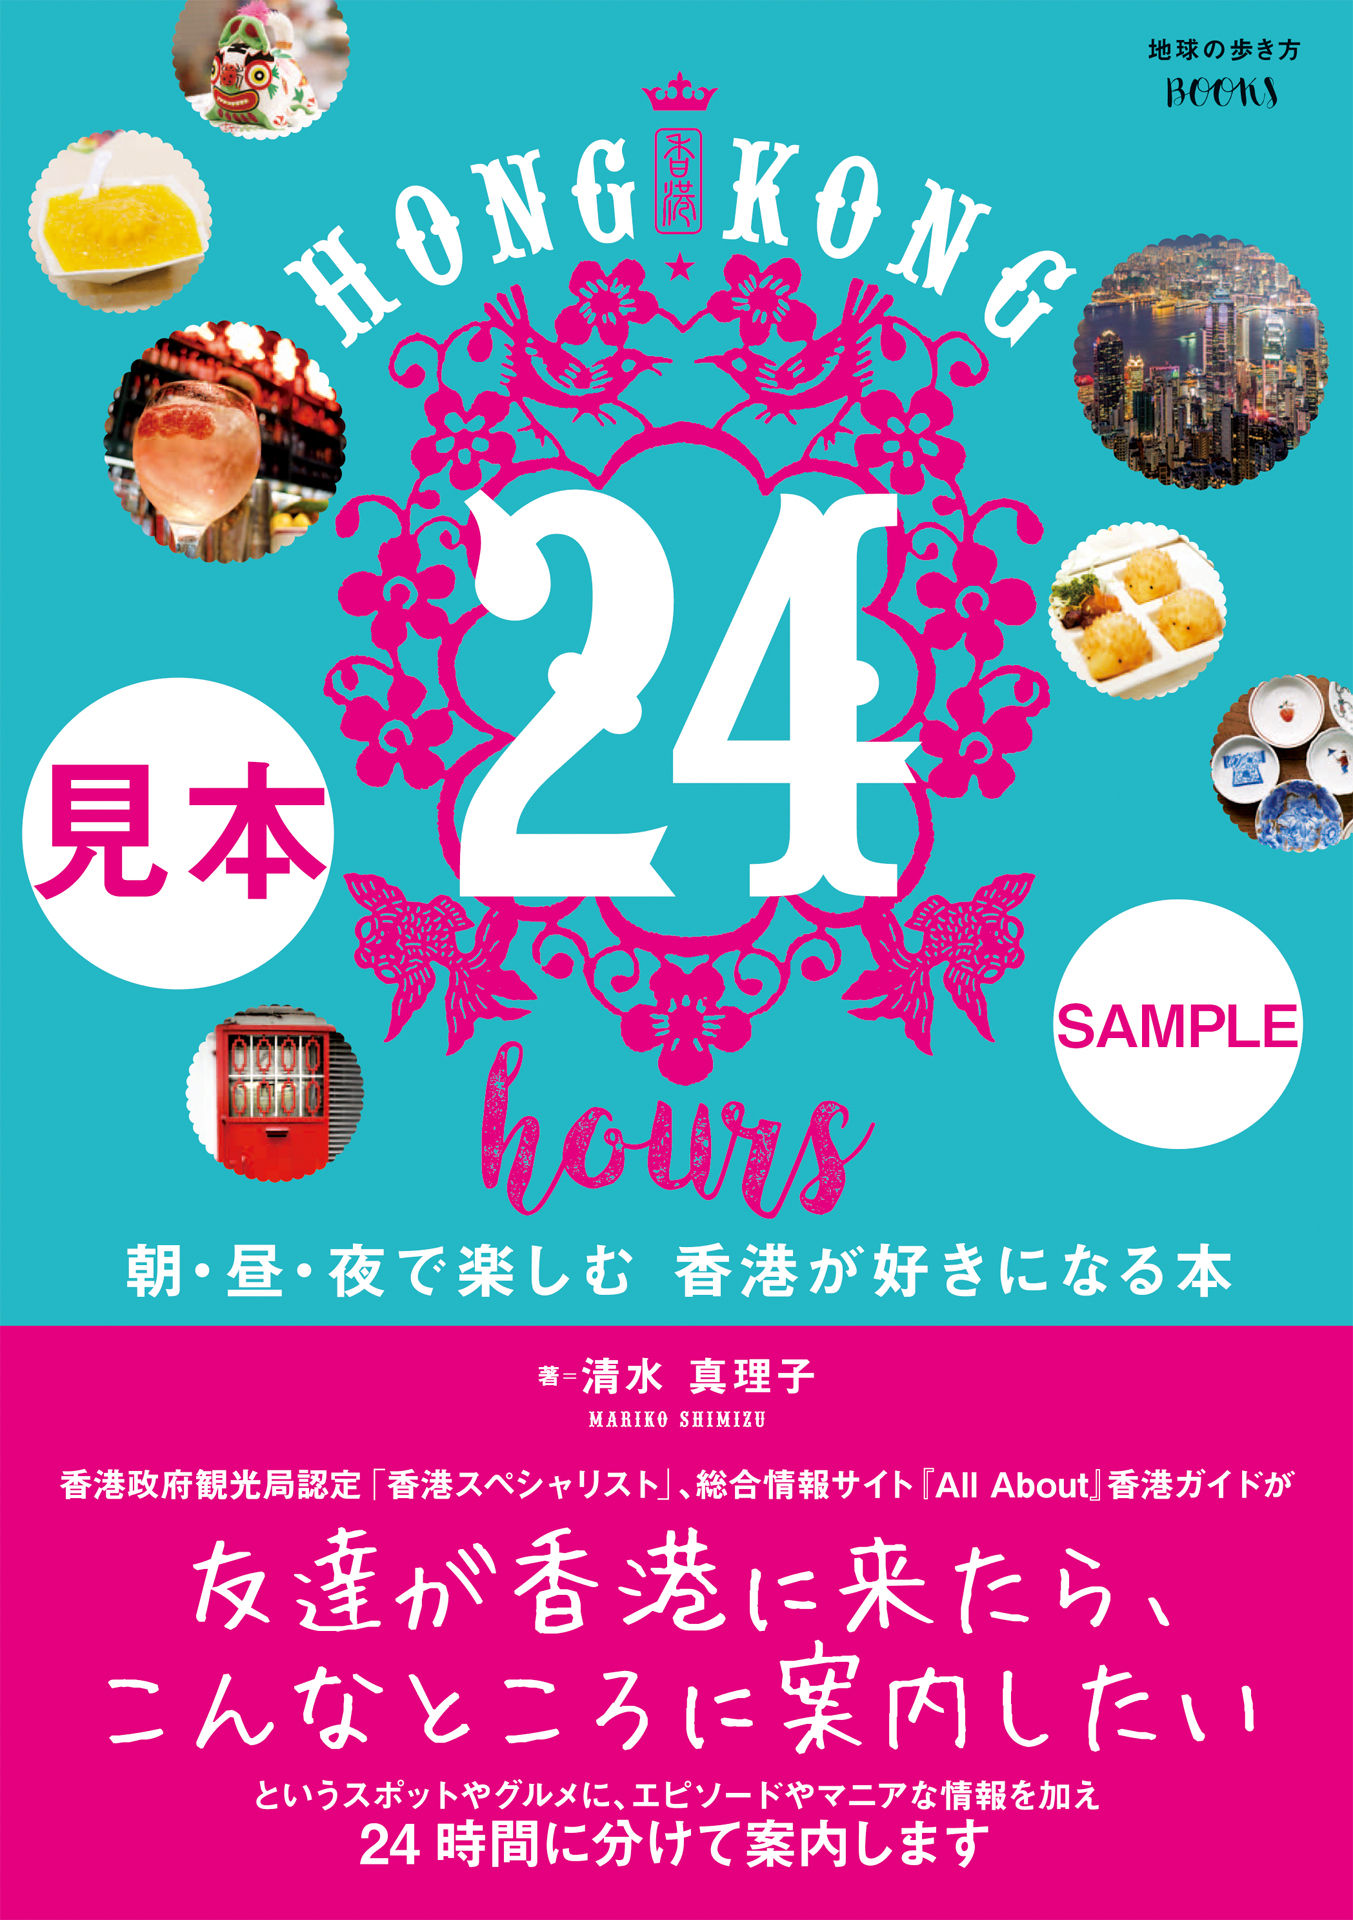 地球の歩き方
BOOKS
HONG 香港 KONG
24
見本
SAMPLE
hours
朝・昼・夜で楽しむ 香港が好きになる本
著=清水 真理子
MARIKO SHIMIZU
香港政府観光局認定「香港スペシャリスト」、総合情報サイト『All About』香港ガイドが
友達が香港に来たら、
こんなところに案内したい
というスポットやグルメに、エピソードやマニアな情報を加え
24 時間に分けて案内します